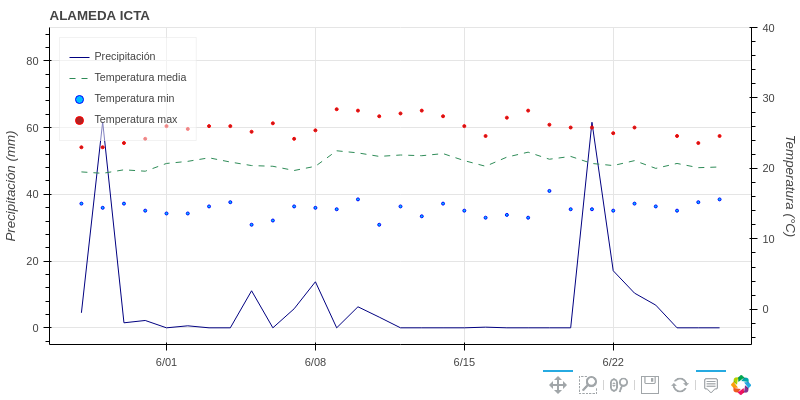 ALAMEDA ICTA
Precipitación
Temperatura media
Temperatura min
Temperatura max
Precipitación (mm)
80
60
40
20
0
Temperatura (°C)
40
30
20
10
0
6/01
6/08
6/15
6/22